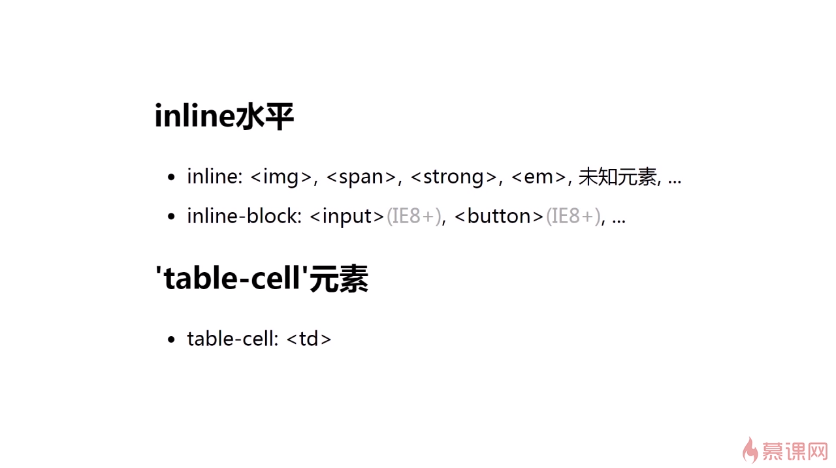 inline水平
• inline: <img>, <span>, <strong>, <em>, 未知元素, ...
• inline-block: <input>(IE8+), <button>(IE8+), ...
'table-cell'元素
• table-cell: <td>
慕课网